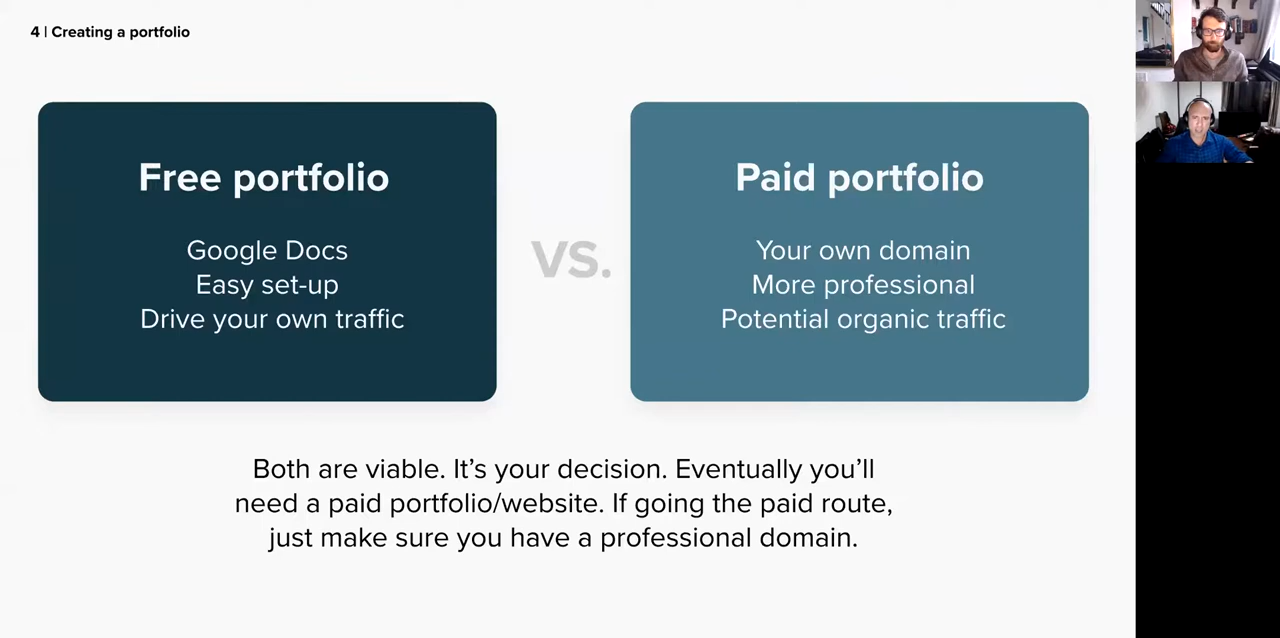 4 | Creating a portfolio
Free portfolio
Google Docs
Easy set-up
Drive your own traffic
VS.
Paid portfolio
Your own domain
More professional
Potential organic traffic
Both are viable. It’s your decision. Eventually you’ll
need a paid portfolio/website. If going the paid route,
just make sure you have a professional domain.